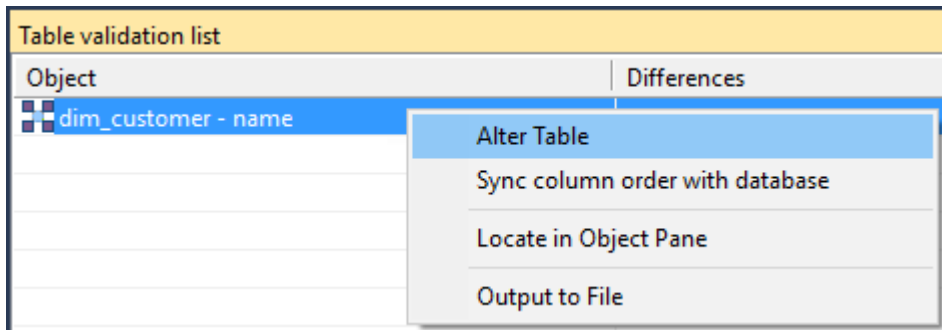 Table validation list
Object Differences
dim_customer - name
Alter Table
Sync column order with database
Locate in Object Pane
Output to File